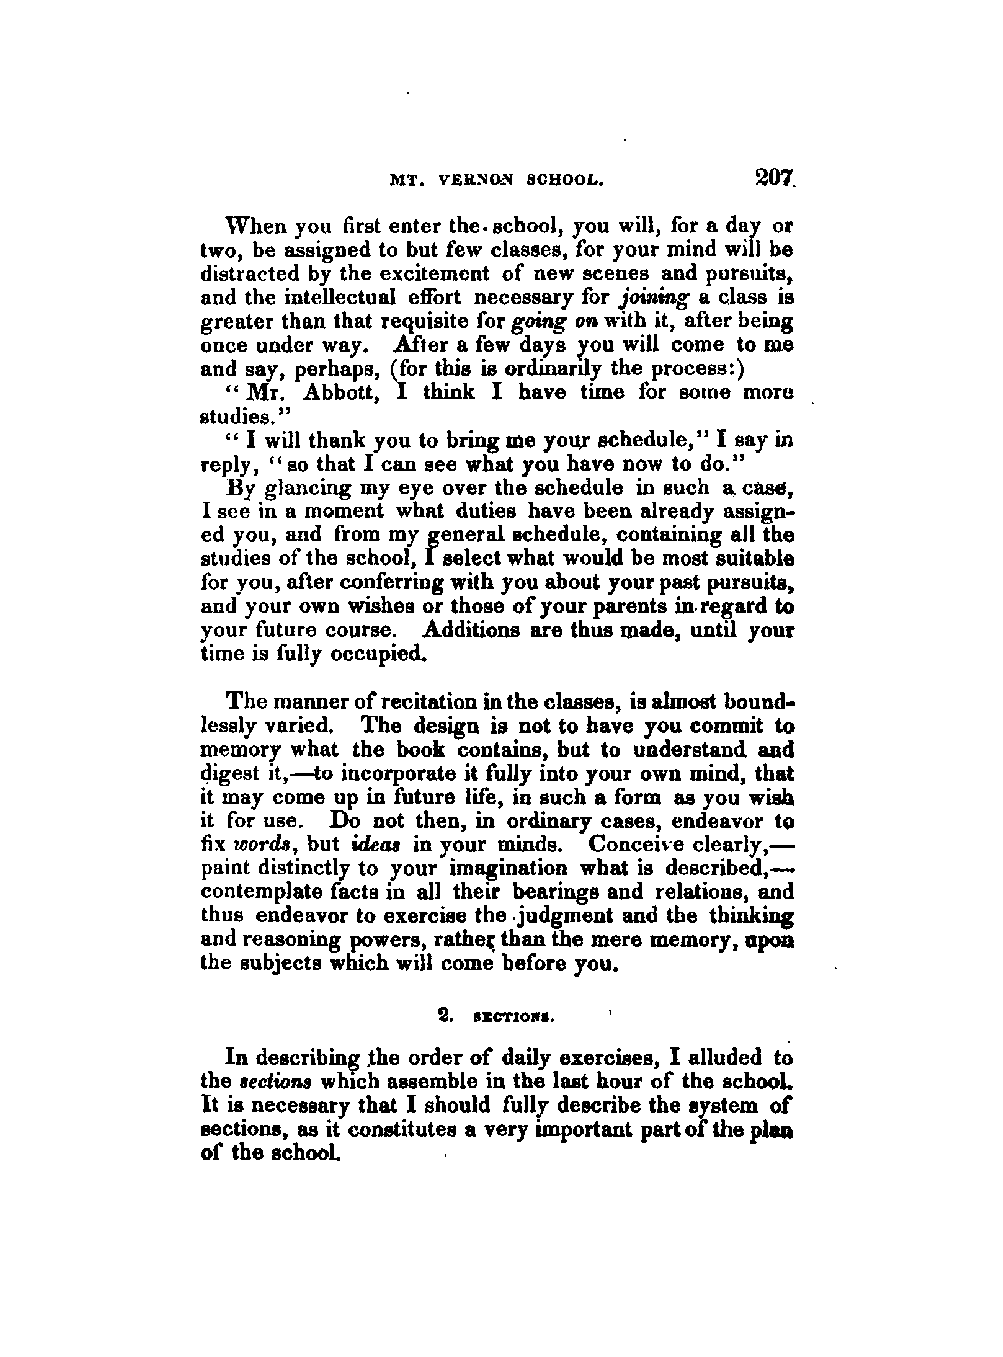 MT. VERNON SCHOOL. 207
When you first enter the school, you will, for a day or
two, be assigned to but few classes, for your mind will be
distracted by the excitement of new scenes and pursuits,
and the intellectual effort necessary for joining a class is
greater than that requisite for going on with it, after being
once under way. After a few days you will come to me
and say, perhaps, (for this is ordinarily the process:)
“Mr. Abbott, I think I have time for some more
studies.”
“I will thank you to bring me your schedule,” I say in
reply, “so that I can see what you have now to do.”
By glancing my eye over the schedule in such a case,
I see in a moment what duties have been already assign-
ed you, and from my general schedule, containing all the
studies of the school, I select what would be most suitable
for you, after conferring with you about your past pursuits,
and your own wishes or those of your parents in regard to
your future course. Additions are thus made, until your
time is fully occupied.
The manner of recitation in the classes, is almost bound-
lessly varied. The design is not to have you commit to
memory what the book contains, but to understand and
digest it,—to incorporate it fully into your own mind, that
it may come up in future life, in such a form as you wish
it for use. Do not then, in ordinary cases, endeavor to
fix words, but ideas in your minds. Conceive clearly,—
paint distinctly to your imagination what is described,—
contemplate facts in all their bearings and relations, and
thus endeavor to exercise the judgment and the thinking
and reasoning powers, rather than the mere memory, upon
the subjects which will come before you.
2. SECTIONS.
In describing the order of daily exercises, I alluded to
the sections which assemble in the last hour of the school.
It is necessary that I should fully describe the system of
sections, as it constitutes a very important part of the plan
of the school.